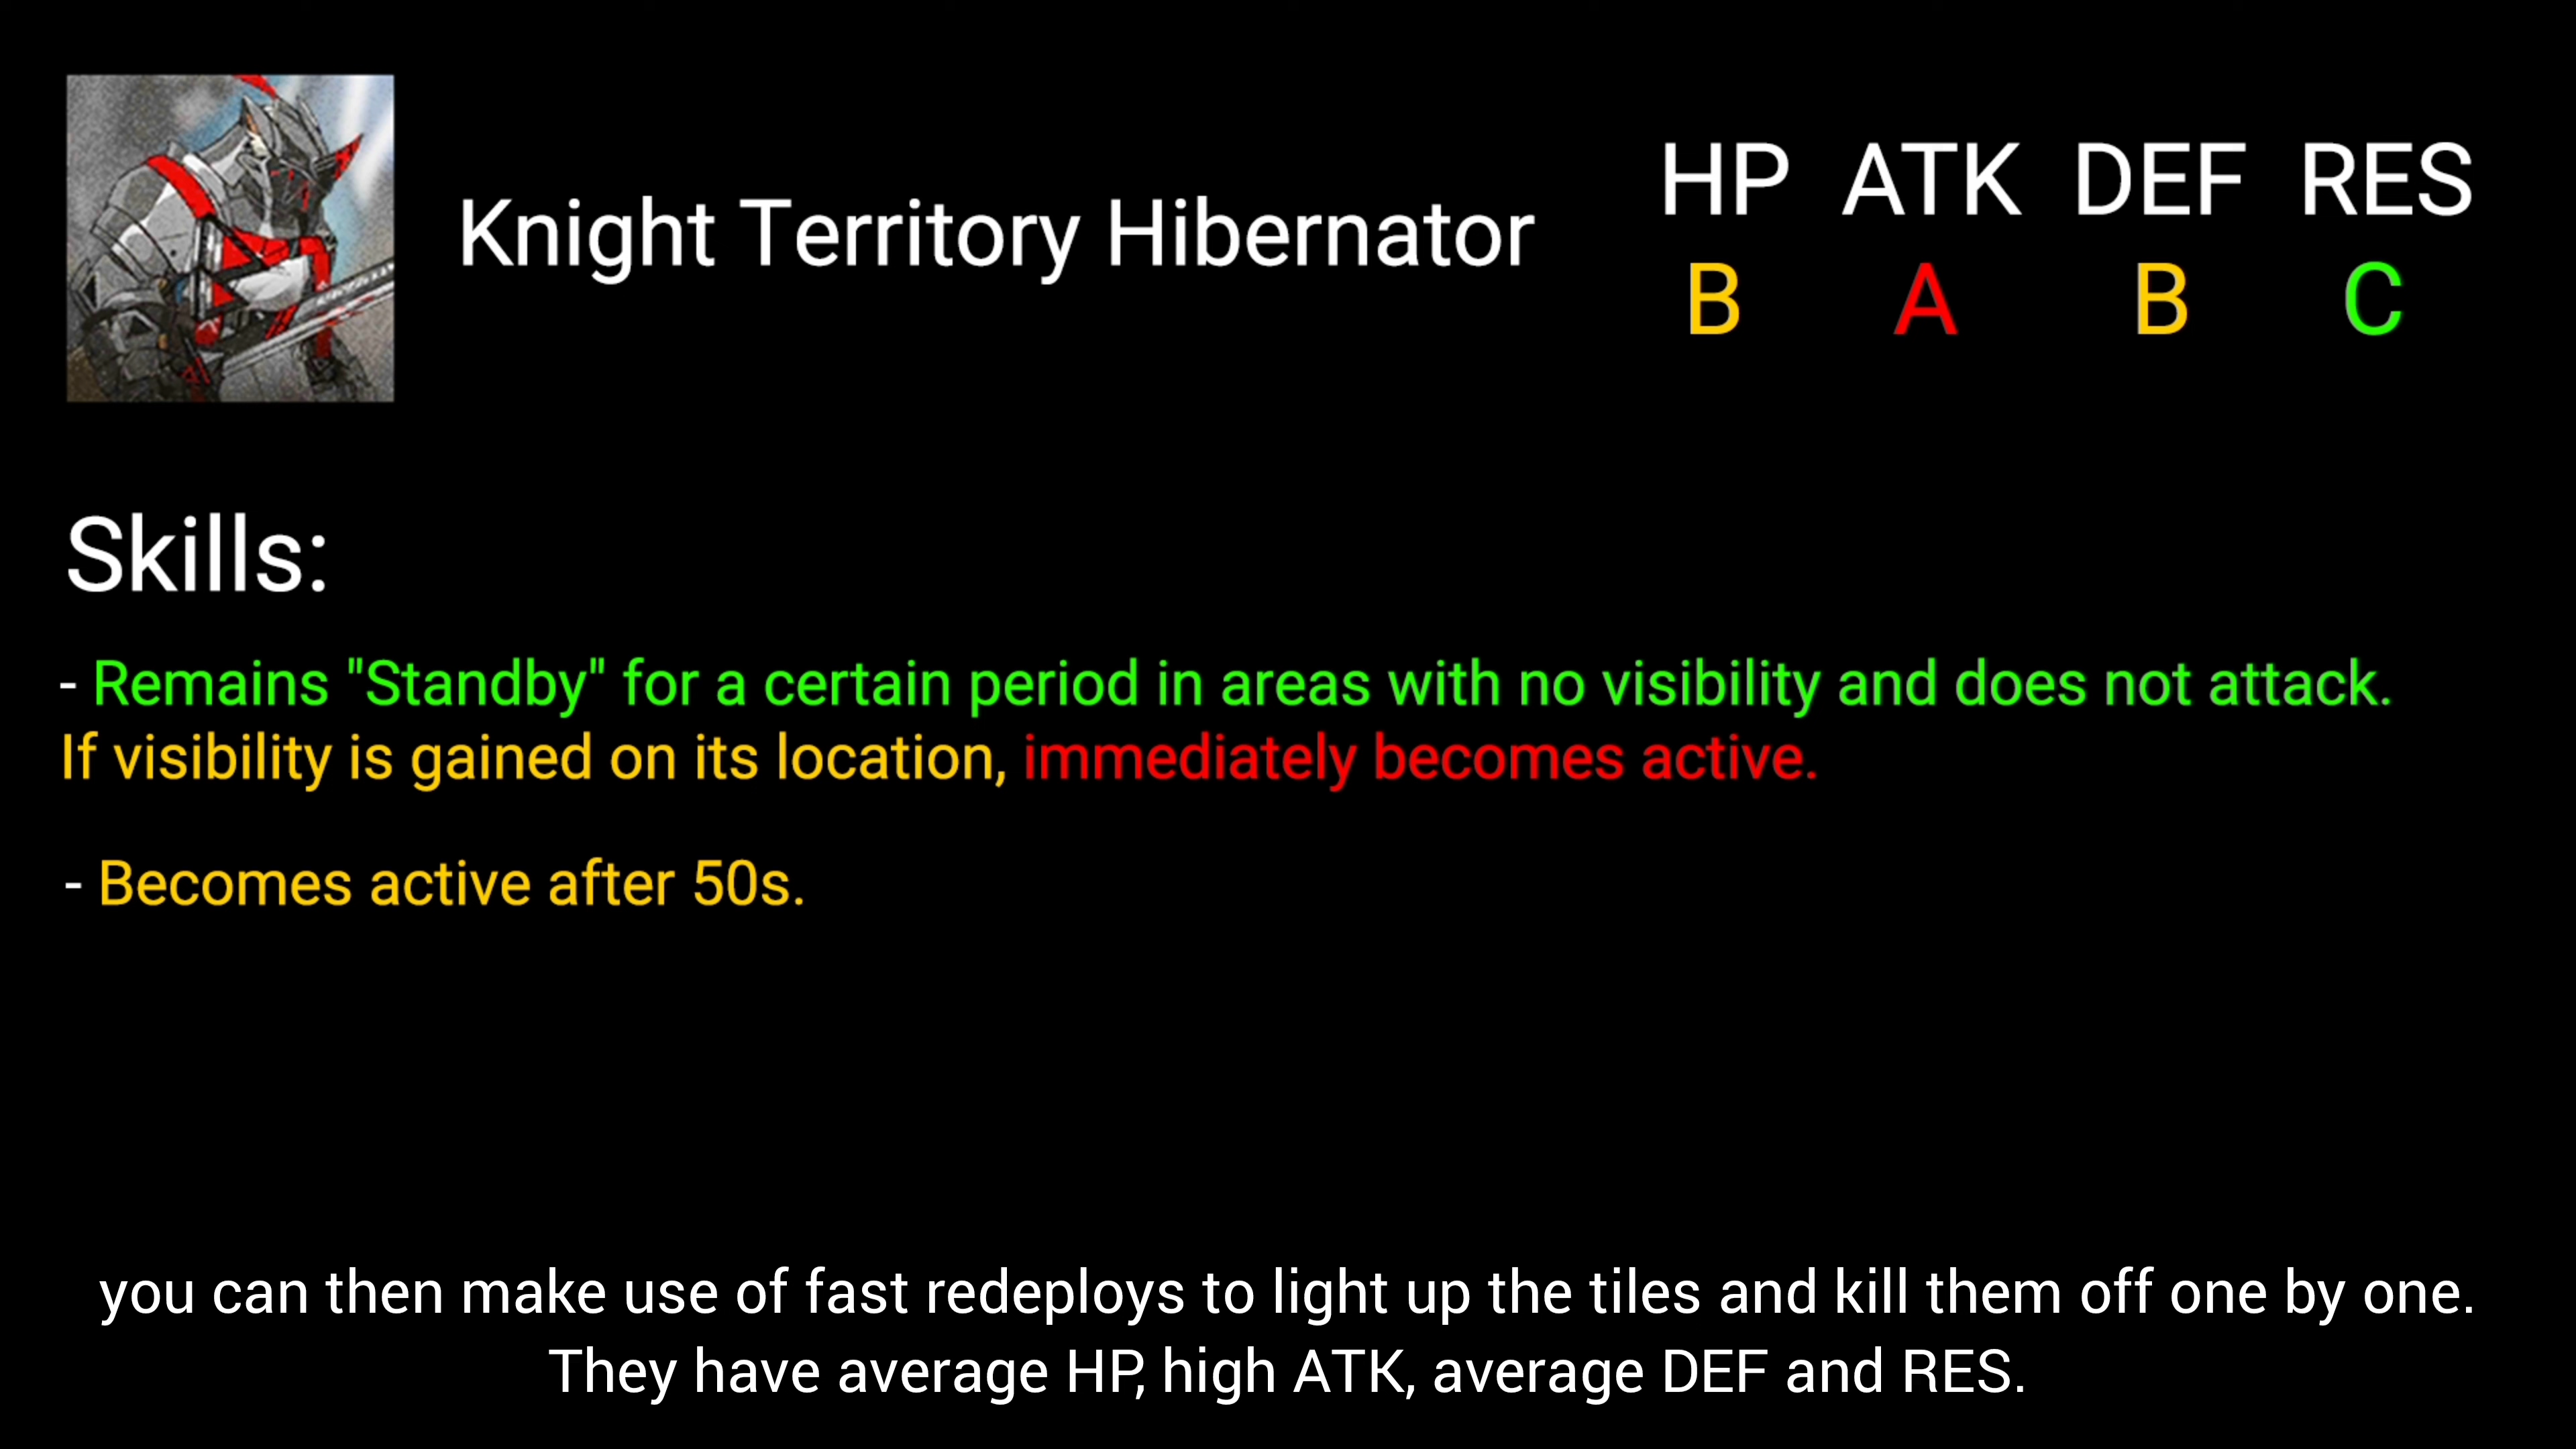 Knight Territory Hibernator
HP ATK DEF RES
B A B C
Skills:
- Remains "Standby" for a certain period in areas with no visibility and does not attack.
If visibility is gained on its location, immediately becomes active.
- Becomes active after 50s.
you can then make use of fast redeploys to light up the tiles and kill them off one by one.
They have average HP, high ATK, average DEF and RES.